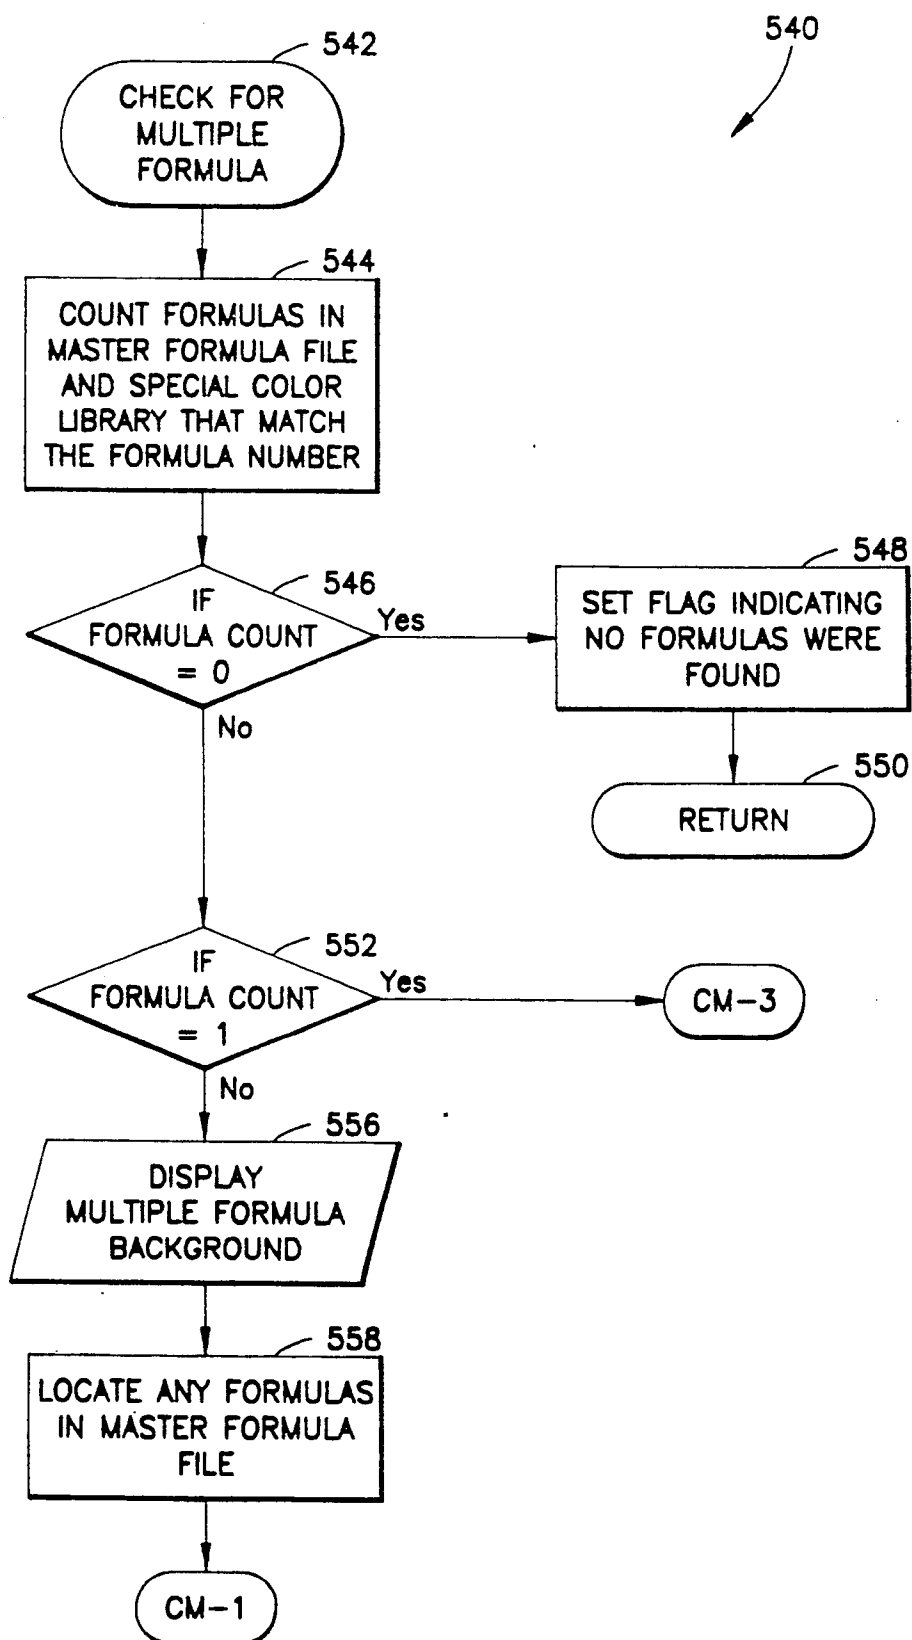 540
542
CHECK FOR
MULTIPLE
FORMULA
544
COUNT FORMULAS IN
MASTER FORMULA FILE
AND SPECIAL COLOR
LIBRARY THAT MATCH
THE FORMULA NUMBER
546
IF
FORMULA COUNT
= 0
Yes
No
548
SET FLAG INDICATING
NO FORMULAS WERE
FOUND
550
RETURN
552
IF
FORMULA COUNT
= 1
Yes
CM-3
No
556
DISPLAY
MULTIPLE FORMULA
BACKGROUND
558
LOCATE ANY FORMULAS
IN MASTER FORMULA
FILE
CM-1